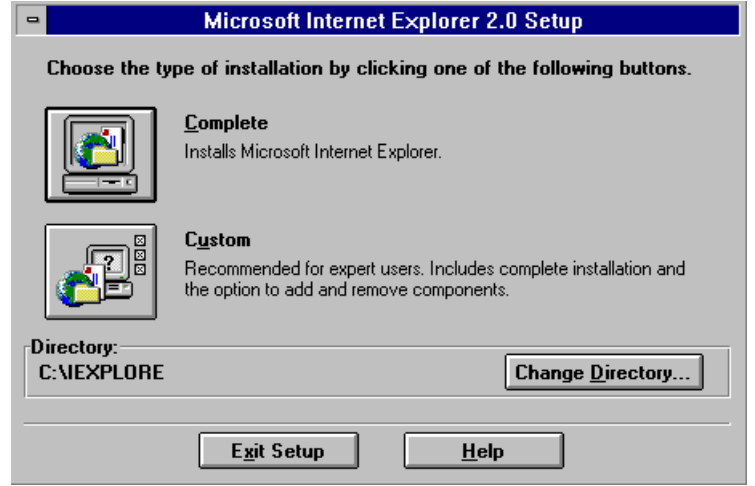 Microsoft Internet Explorer 2.0 Setup
Choose the type of installation by clicking one of the following buttons.
Complete
Installs Microsoft Internet Explorer.
?
Custom
Recommended for expert users. Includes complete installation and
the option to add and remove components.
Directory:
C:\IEXPLORE
Change Directory...
Exit Setup
Help